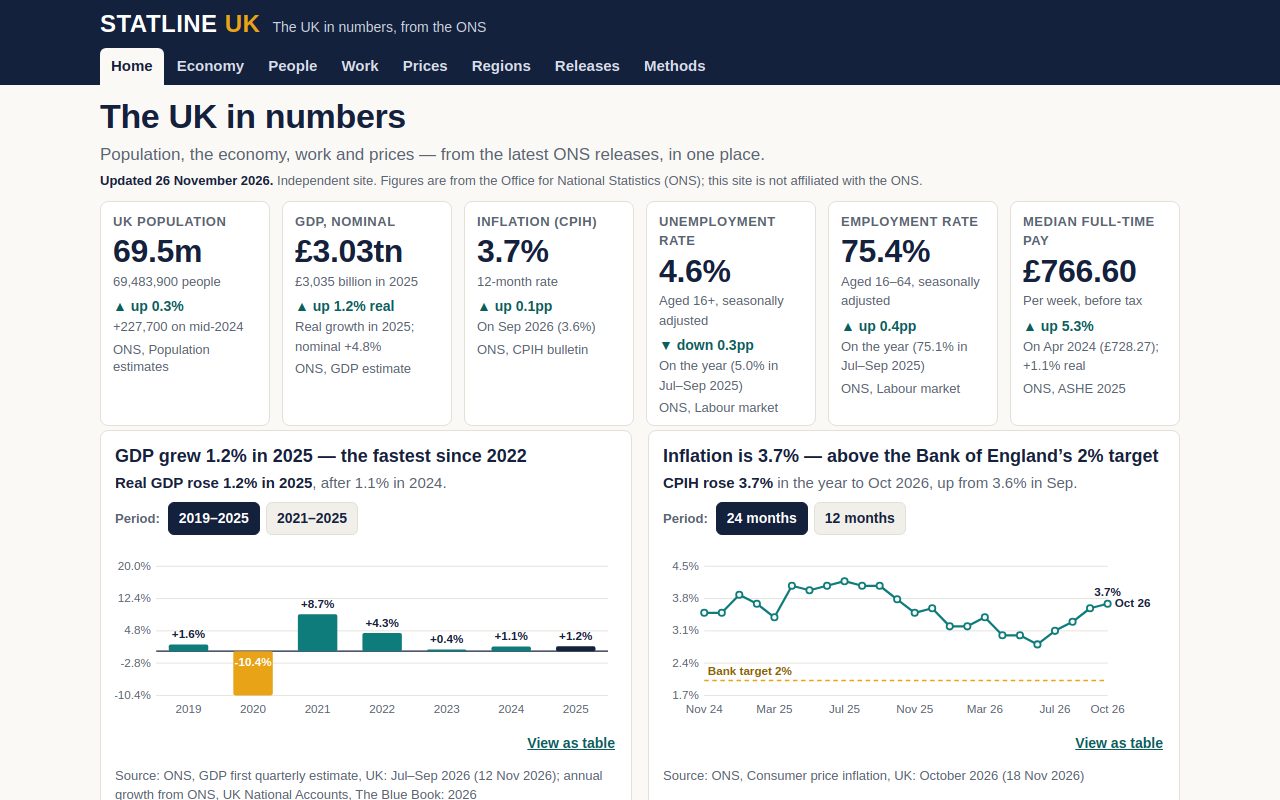 STATLINE UK The UK in numbers, from the ONS
Home Economy People Work Prices Regions Releases Methods
The UK in numbers
Population, the economy, work and prices — from the latest ONS releases, in one place.
Updated 26 November 2026. Independent site. Figures are from the Office for National Statistics (ONS); this site is not affiliated with the ONS.
UK POPULATION
69.5m
69,483,900 people
▲ up 0.3%
+227,700 on mid-2024
ONS, Population
estimates
GDP, NOMINAL
£3.03tn
£3,035 billion in 2025
▲ up 1.2% real
Real growth in 2025;
nominal +4.8%
ONS, GDP estimate
INFLATION (CPIH)
3.7%
12-month rate
▲ up 0.1pp
On Sep 2026 (3.6%)
ONS, CPIH bulletin
UNEMPLOYMENT
RATE
4.6%
Aged 16+, seasonally
adjusted
▼ down 0.3pp
On the year (5.0% in
Jul–Sep 2025)
ONS, Labour market
EMPLOYMENT RATE
75.4%
Aged 16–64, seasonally
adjusted
▲ up 0.4pp
On the year (75.1% in
Jul–Sep 2025)
ONS, Labour market
MEDIAN FULL-TIME
PAY
£766.60
Per week, before tax
▲ up 5.3%
On Apr 2024 (£728.27);
+1.1% real
ONS, ASHE 2025
GDP grew 1.2% in 2025 — the fastest since 2022
Real GDP rose 1.2% in 2025, after 1.1% in 2024.
Period: 2019–2025 2021–2025
20.0%
12.4%
4.8%
-2.8%
-10.4%
+1.6%
-10.4%
+8.7%
+4.3%
+0.4%
+1.1%
+1.2%
2019 2020 2021 2022 2023 2024 2025
View as table
Source: ONS, GDP first quarterly estimate, UK: Jul–Sep 2026 (12 Nov 2026); annual
growth from ONS, UK National Accounts, The Blue Book: 2026
Inflation is 3.7% — above the Bank of England’s 2% target
CPIH rose 3.7% in the year to Oct 2026, up from 3.6% in Sep.
Period: 24 months 12 months
4.5%
3.8%
3.1%
2.4%
1.7%
3.7%
Oct 26
Bank target 2%
Nov 24 Mar 25 Jul 25 Nov 25 Mar 26 Jul 26 Oct 26
View as table
Source: ONS, Consumer price inflation, UK: October 2026 (18 Nov 2026)